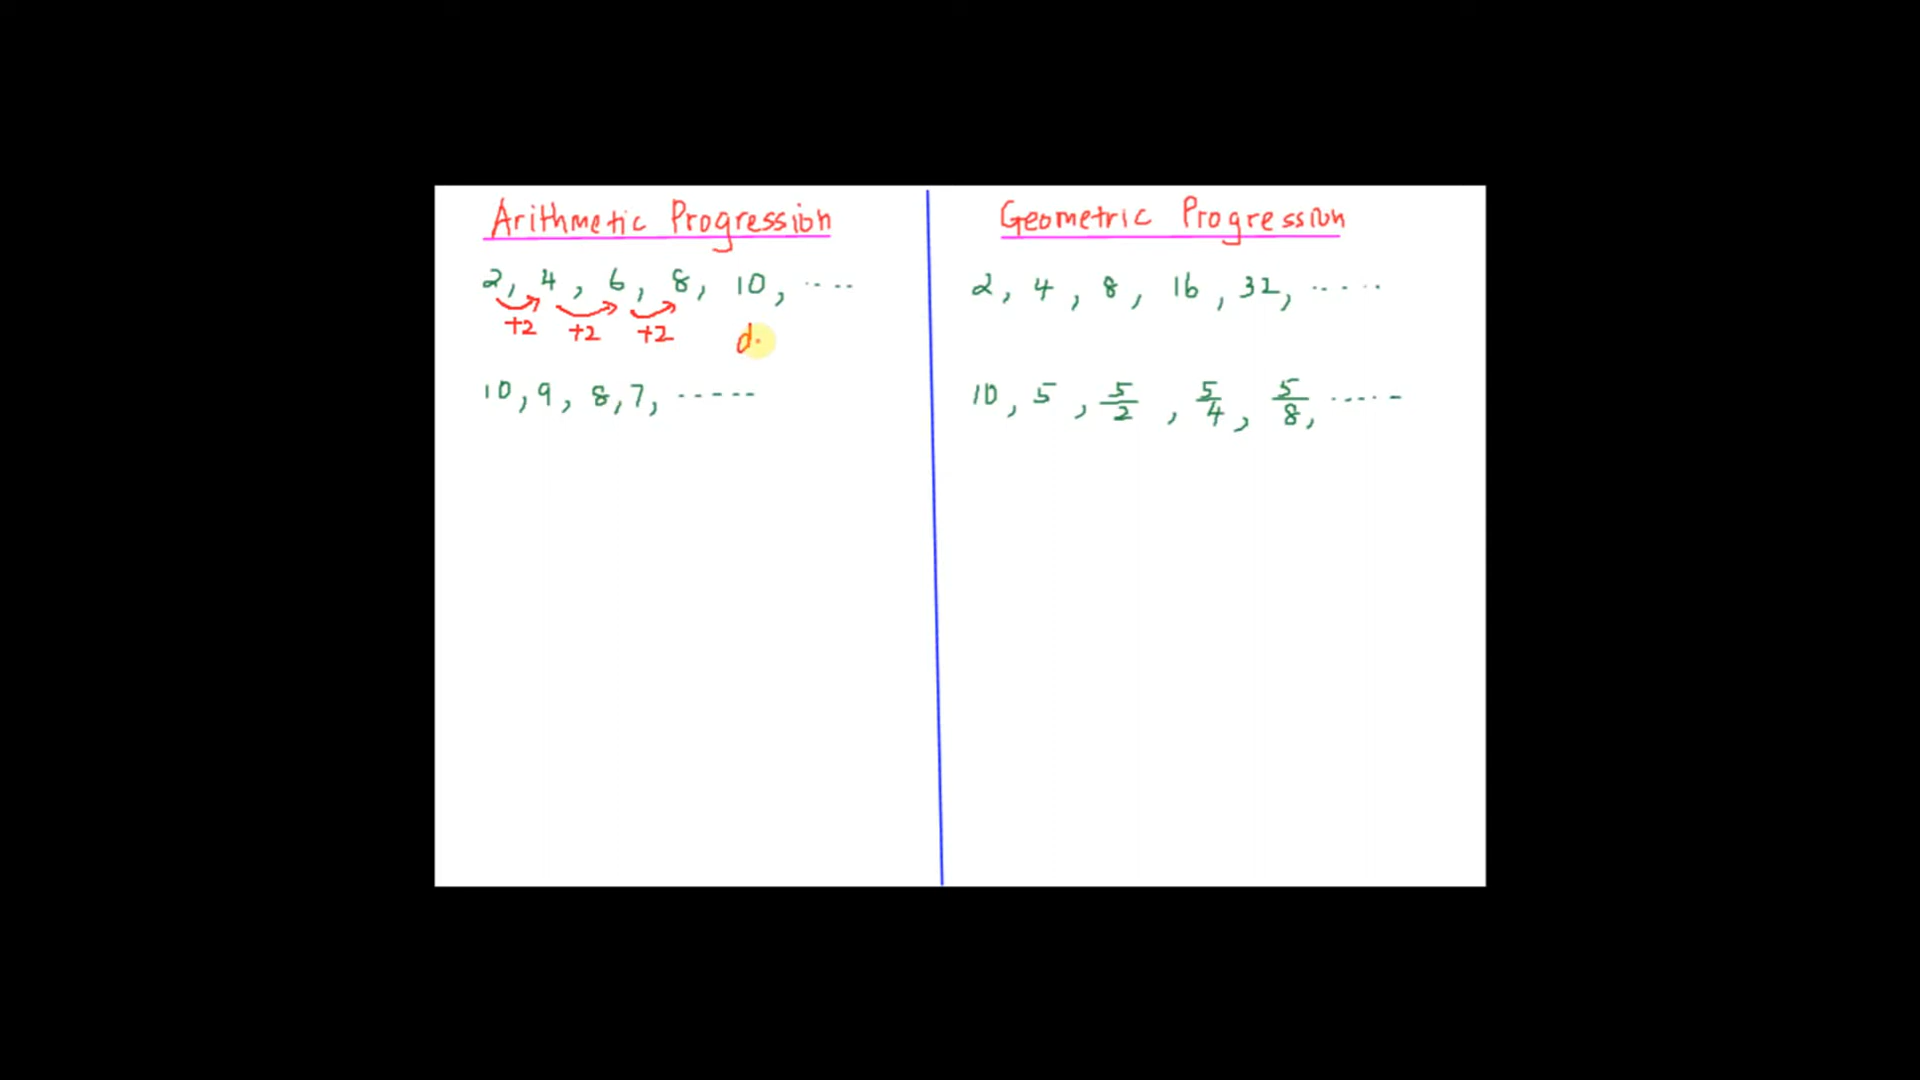 Arithmetic Progression
2, 4, 6, 8, 10, ....
+2 +2 +2 d
10, 9, 8, 7, ......
Geometric Progression
2, 4, 8, 16, 32, .....
10, 5, 5/2, 5/4, 5/8, .....